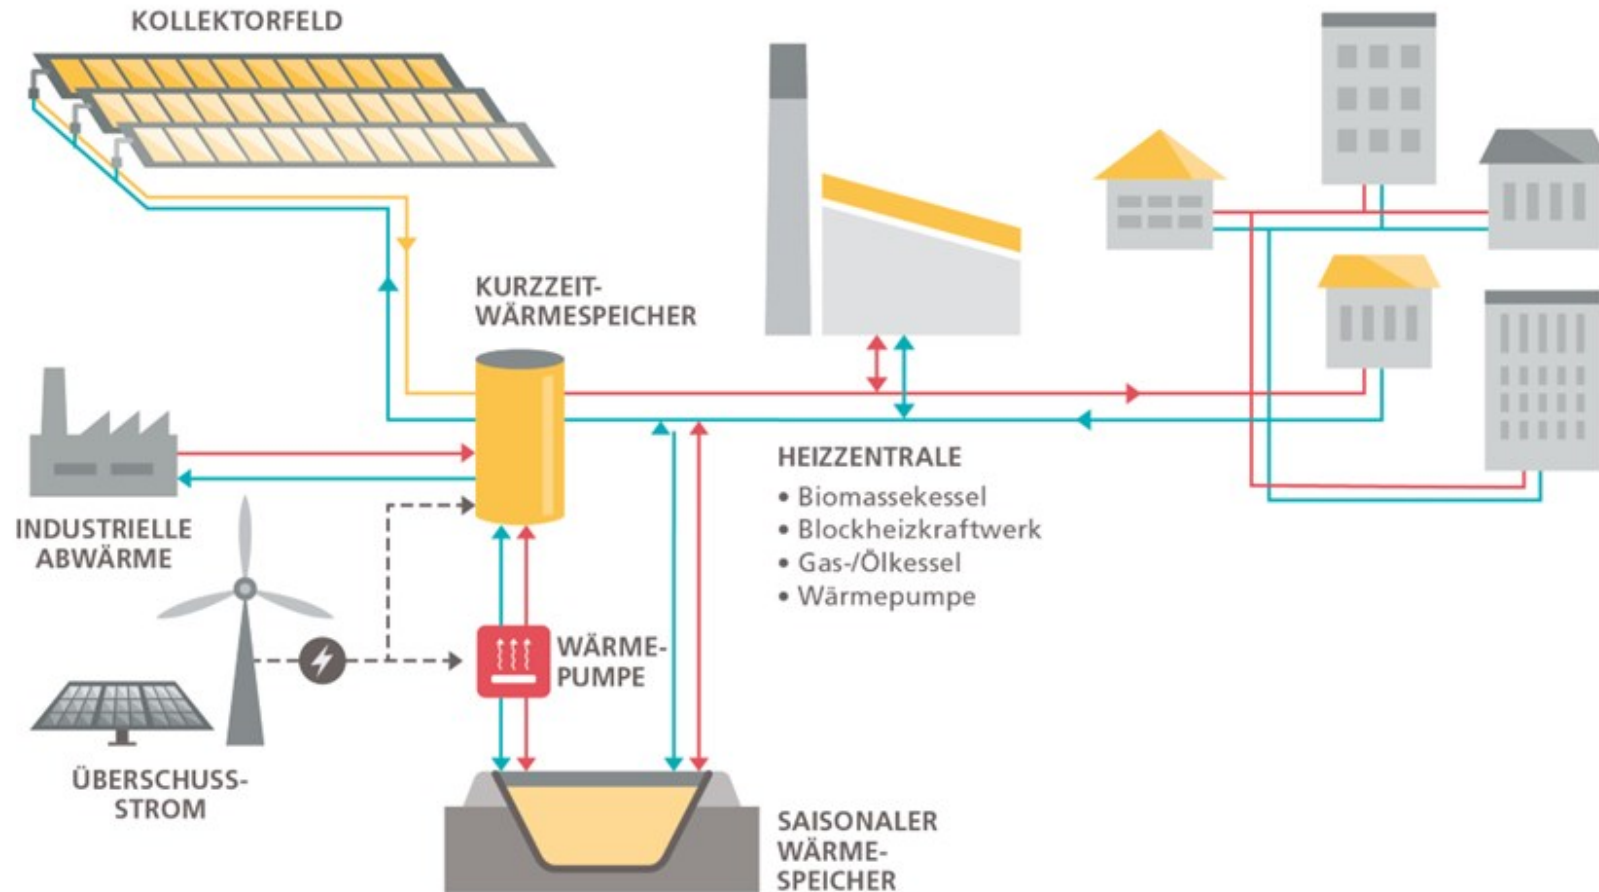 KOLLEKTORFELD
KURZZEIT-
WÄRMESPEICHER
INDUSTRIELLE
ABWÄRME
HEIZZENTRALE
• Biomassekessel
• Blockheizkraftwerk
• Gas-/Ölkessel
• Wärmepumpe
WÄRME-
PUMPE
ÜBERSCHUSS-
STROM
SAISONALER
WÄRME-
SPEICHER